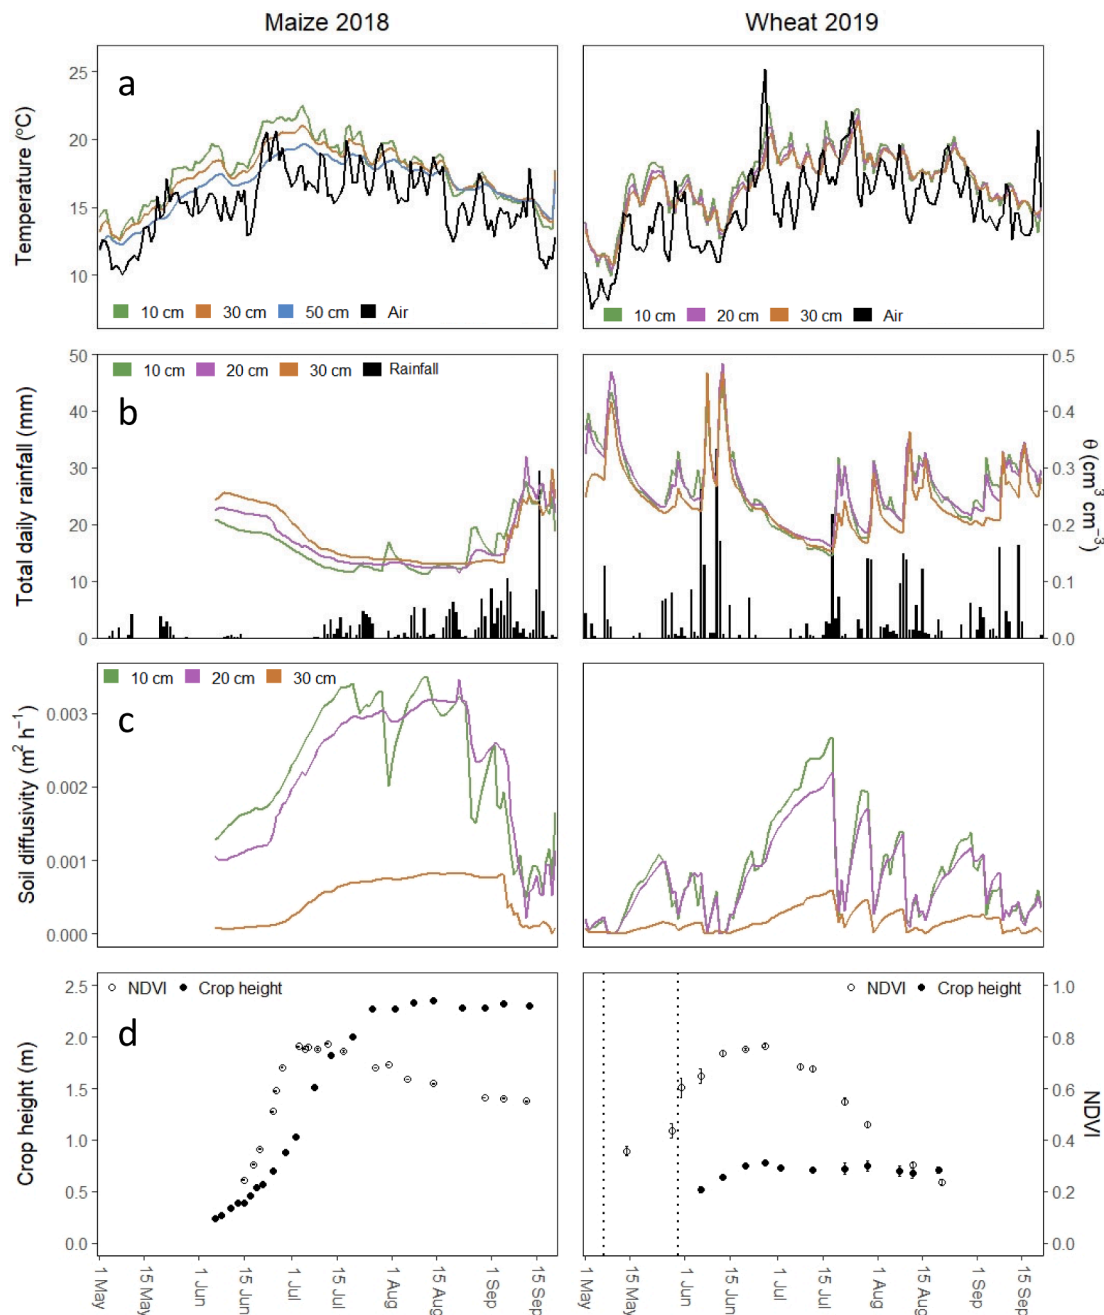 Maize 2018
Wheat 2019
a
Temperature (°C)
25
20
15
10
10 cm 30 cm 50 cm Air
10 cm 20 cm 30 cm Air
b
Total daily rainfall (mm)
50
40
30
20
10
0
10 cm 20 cm 30 cm Rainfall
0.5
0.4
0.3
0.2
0.1
0.0
θ (cm³ cm⁻³)
c
Soil diffusivity (m² h⁻¹)
0.003
0.002
0.001
0.000
10 cm 20 cm 30 cm
d
Crop height (m)
2.5
2.0
1.5
1.0
0.5
0.0
NDVI Crop height
NDVI Crop height
1.0
0.8
0.6
0.4
0.2
0.0
NDVI
1 May
15 May
1 Jun
15 Jun
1 Jul
15 Jul
1 Aug
15 Aug
1 Sep
15 Sep
1 May
15 May
1 Jun
15 Jun
1 Jul
15 Jul
1 Aug
15 Aug
1 Sep
15 Sep